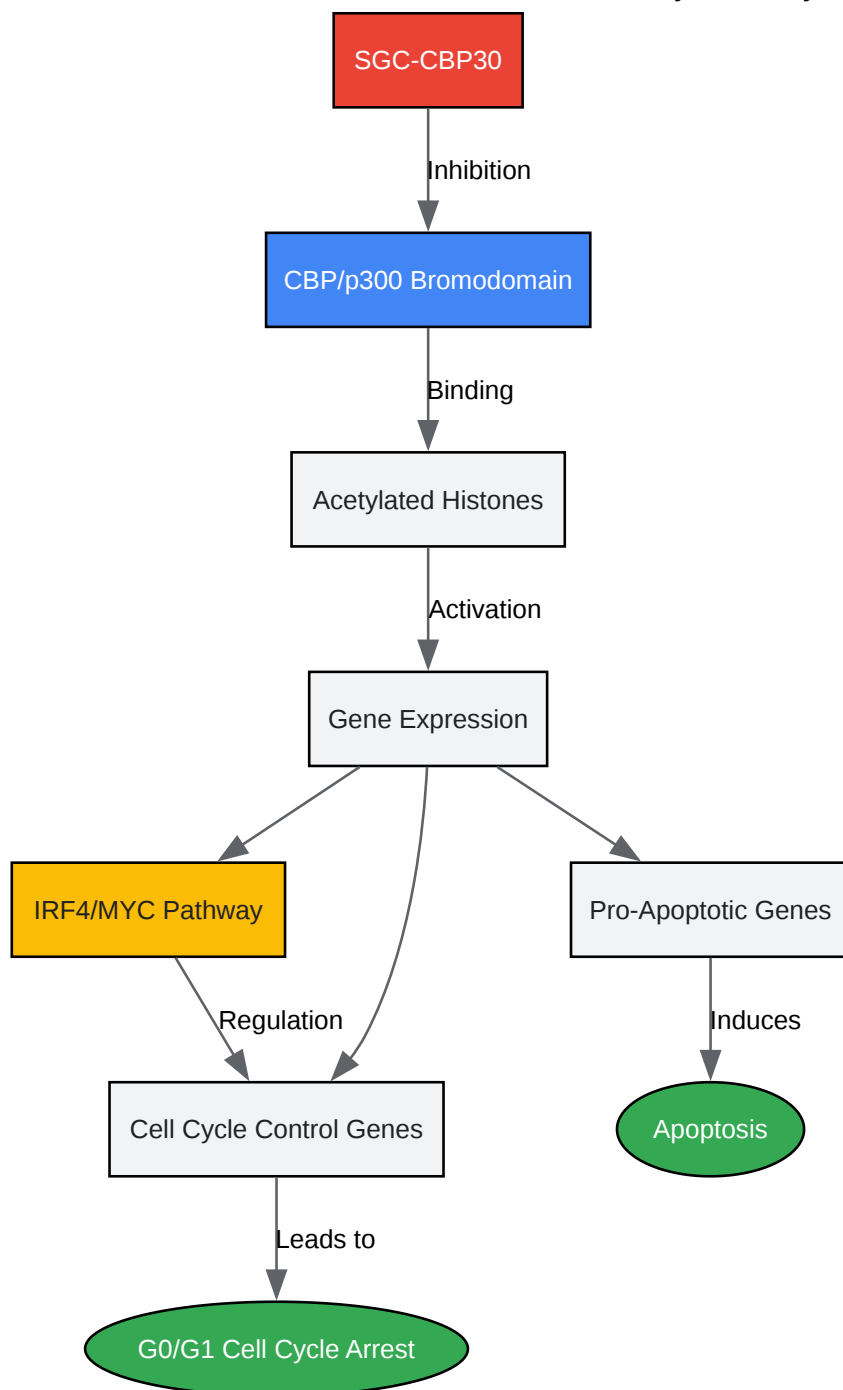 SGC-CBP30
Inhibition
CBP/p300 Bromodomain
Binding
Acetylated Histones
Activation
Gene Expression
IRF4/MYC Pathway
Pro-Apoptotic Genes
Regulation
Induces
Cell Cycle Control Genes
Apoptosis
Leads to
G0/G1 Cell Cycle Arrest